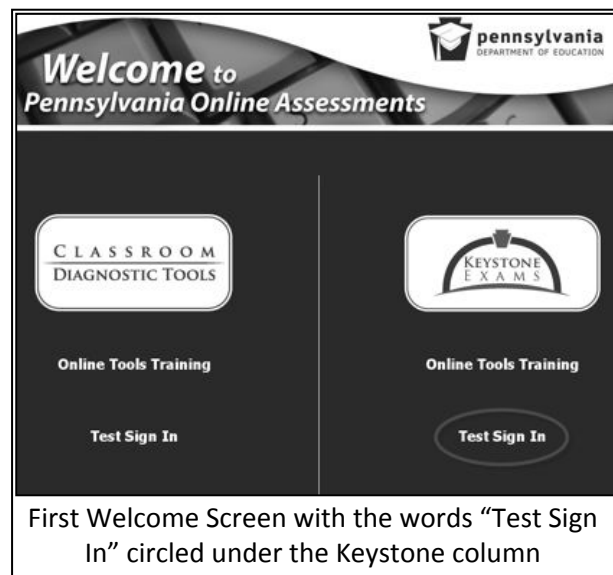 pennsylvania
DEPARTMENT OF EDUCATION
Welcome to
Pennsylvania Online Assessments
CLASSROOM
DIAGNOSTIC TOOLS
Online Tools Training
Test Sign In
KEYSTONE
EXAMS
Online Tools Training
Test Sign In
First Welcome Screen with the words “Test Sign
In” circled under the Keystone column